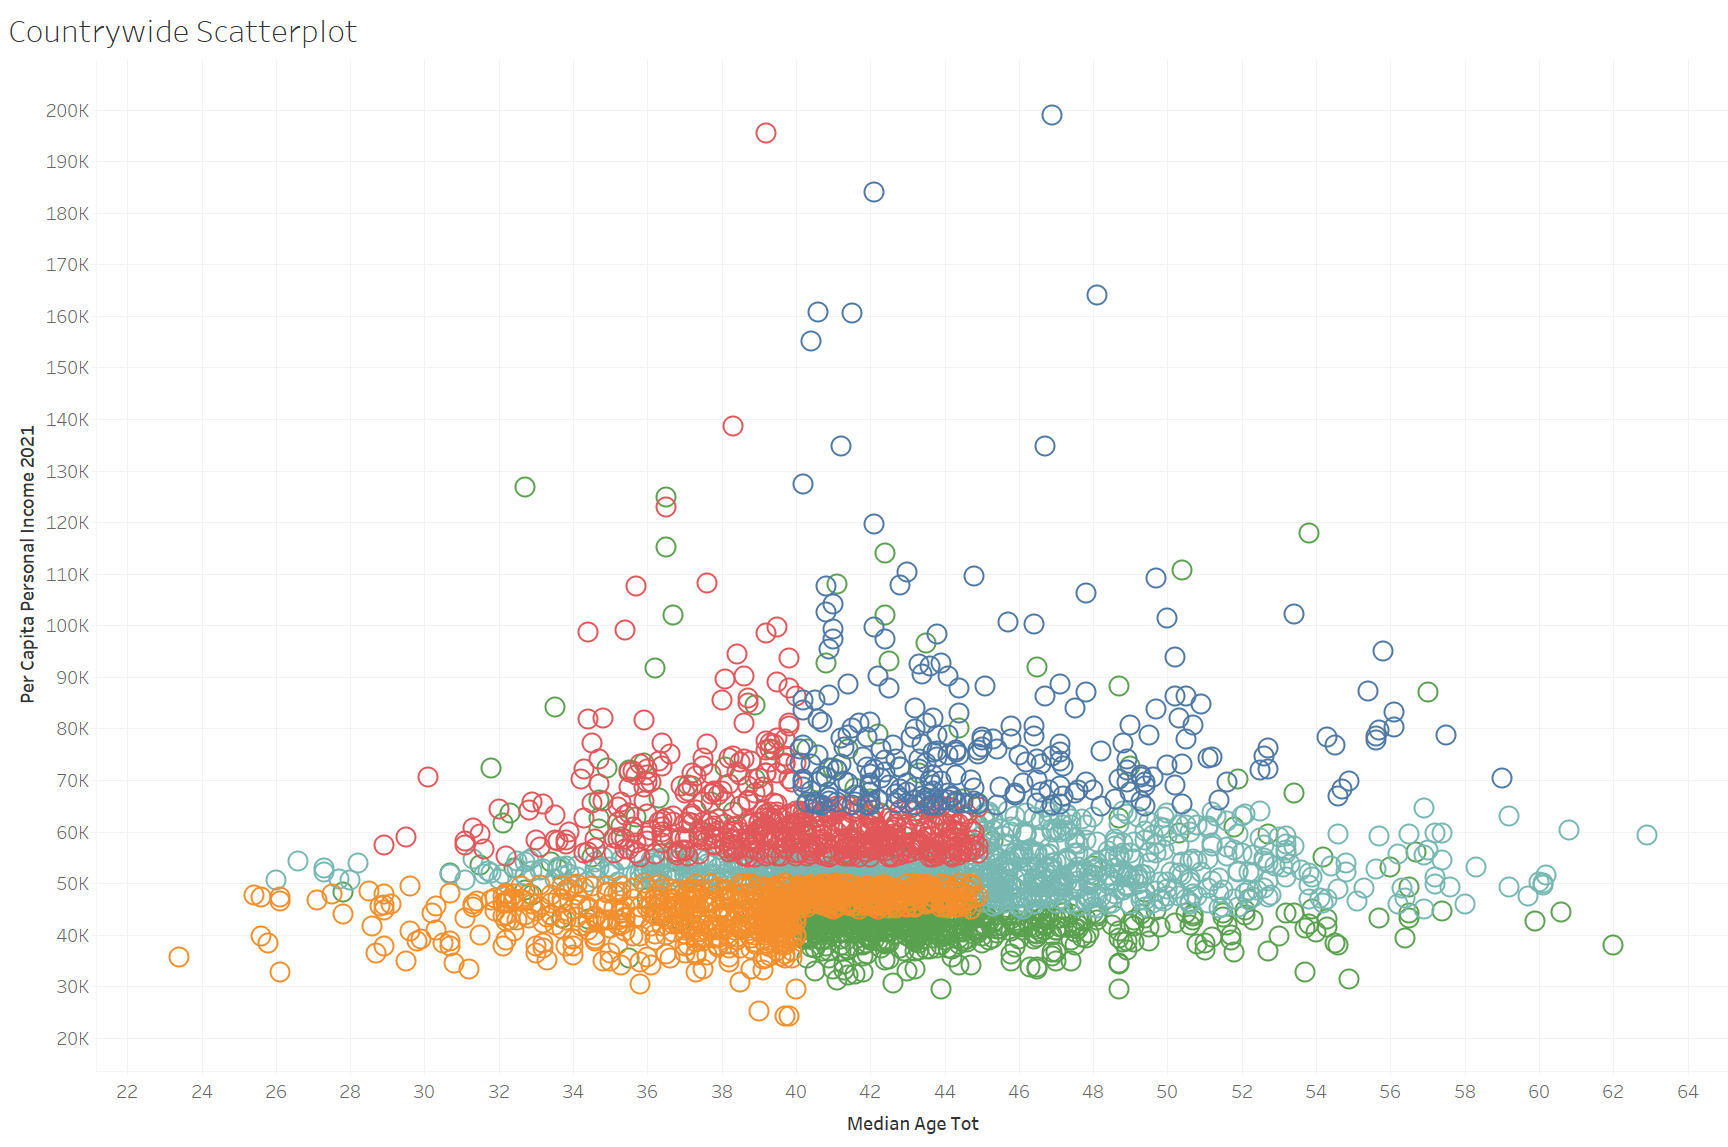 Countrywide Scatterplot
200K
190K
180K
170K
160K
150K
140K
130K
120K
110K
100K
90K
80K
70K
60K
50K
40K
30K
20K
Per Capita Personal Income 2021
22 24 26 28 30 32 34 36 38 40 42 44 46 48 50 52 54 56 58 60 62 64
Median Age Tot